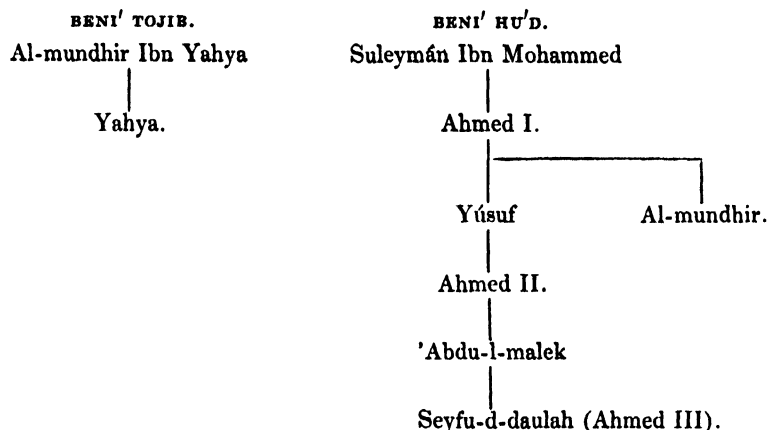 BENI' TOJIB.
Al-mundhir Ibn Yahya
Yahya.
BENI' HU'D.
Suleymán Ibn Mohammed
Ahmed I.
Yúsuf Al-mundhir.
Ahmed II.
'Abdu-l-malek
Seyfu-d-daulah (Ahmed III).